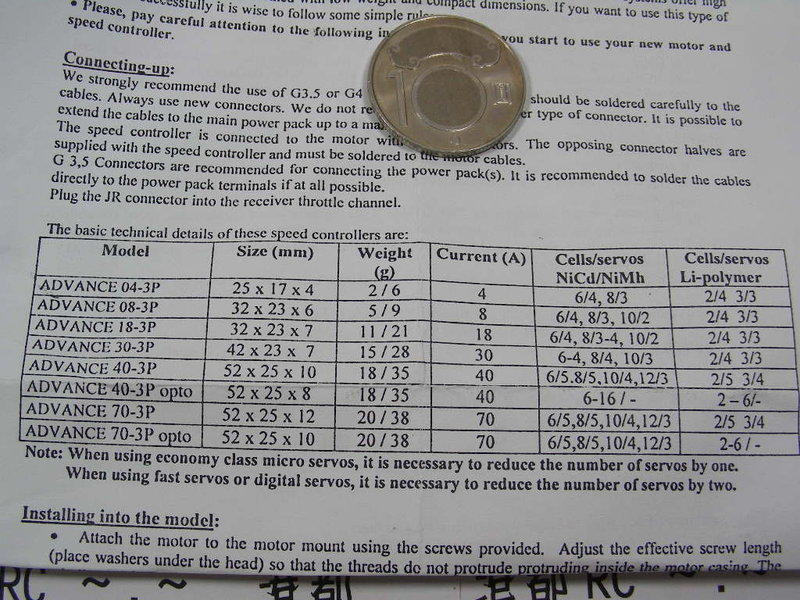 successfully it is wise to follow some simple rules
compact dimensions. If you want to use this type of
• Please, pay careful attention to the following in you start to use your new motor and
speed controller.
Connecting-up:
We strongly recommend the use of G3.5 or G4 should be soldered carefully to the
cables. Always use new connectors. We do not re er type of connector. It is possible to
extend the cables to the main power pack up to a ma
The speed controller is connected to the motor with tors. The opposing connector halves are
supplied with the speed controller and must be soldered to the motor cables.
G 3,5 Connectors are recommended for connecting the power pack(s). It is recommended to solder the cables
directly to the power pack terminals if at all possible.
Plug the JR connector into the receiver throttle channel.
The basic technical details of these speed controllers are:
Model Size (mm) Weight (g) Current (A) Cells/servos NiCd/NiMh Cells/servos Li-polymer
ADVANCE 04-3P 25 x 17 x 4 2 / 6 4 6/4, 8/3 2/4 3/3
ADVANCE 08-3P 32 x 23 x 6 5 / 9 8 6/4, 8/3, 10/2 2/4 3/3
ADVANCE 18-3P 32 x 23 x 7 11 / 21 18 6/4, 8/3-4, 10/2 2/4 3/3
ADVANCE 30-3P 42 x 23 x 7 15 / 28 30 6-4, 8/4, 10/3 2/4 3/3
ADVANCE 40-3P 52 x 25 x 10 18 / 35 40 6/5.8/5,10/4,12/3 2/5 3/4
ADVANCE 40-3P opto 52 x 25 x 8 18 / 35 40 6-16 / - 2 – 6/-
ADVANCE 70-3P 52 x 25 x 12 20 / 38 70 6/5,8/5,10/4,12/3 2/5 3/4
ADVANCE 70-3P opto 52 x 25 x 10 20 / 38 70 6/5,8/5,10/4,12/3 2-6 / -
Note: When using economy class micro servos, it is necessary to reduce the number of servos by one.
When using fast servos or digital servos, it is necessary to reduce the number of servos by two.
Installing into the model:
• Attach the motor to the motor mount using the screws provided. Adjust the effective screw length
(place washers under the head) so that the threads do not protrude protruding inside the motor casing. The
RC ~ . ~ RC ~ .